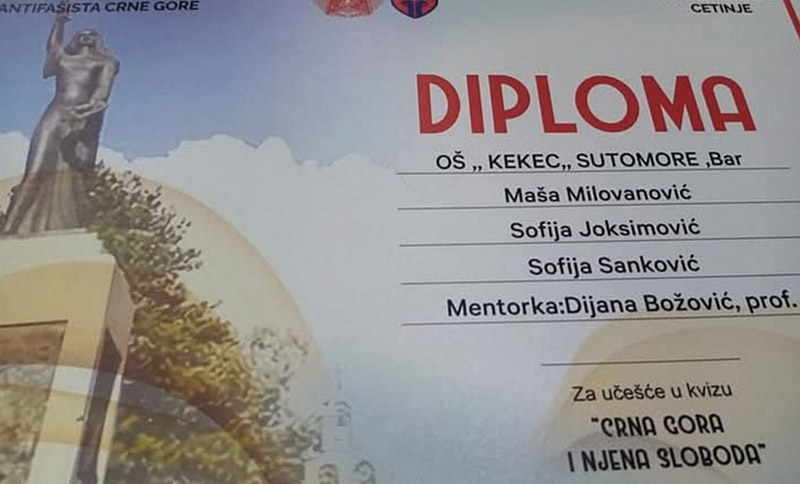 ANTIFAŠISTA CRNE GORE
CETINJE
DIPLOMA
OŠ ,, KEKEC,, SUTOMORE ,Bar
Maša Milovanović
Sofija Joksimović
Sofija Sanković
Mentorka:Dijana Božović, prof.
Za učešće u kvizu
"CRNA GORA
I NJENA SLOBODA"